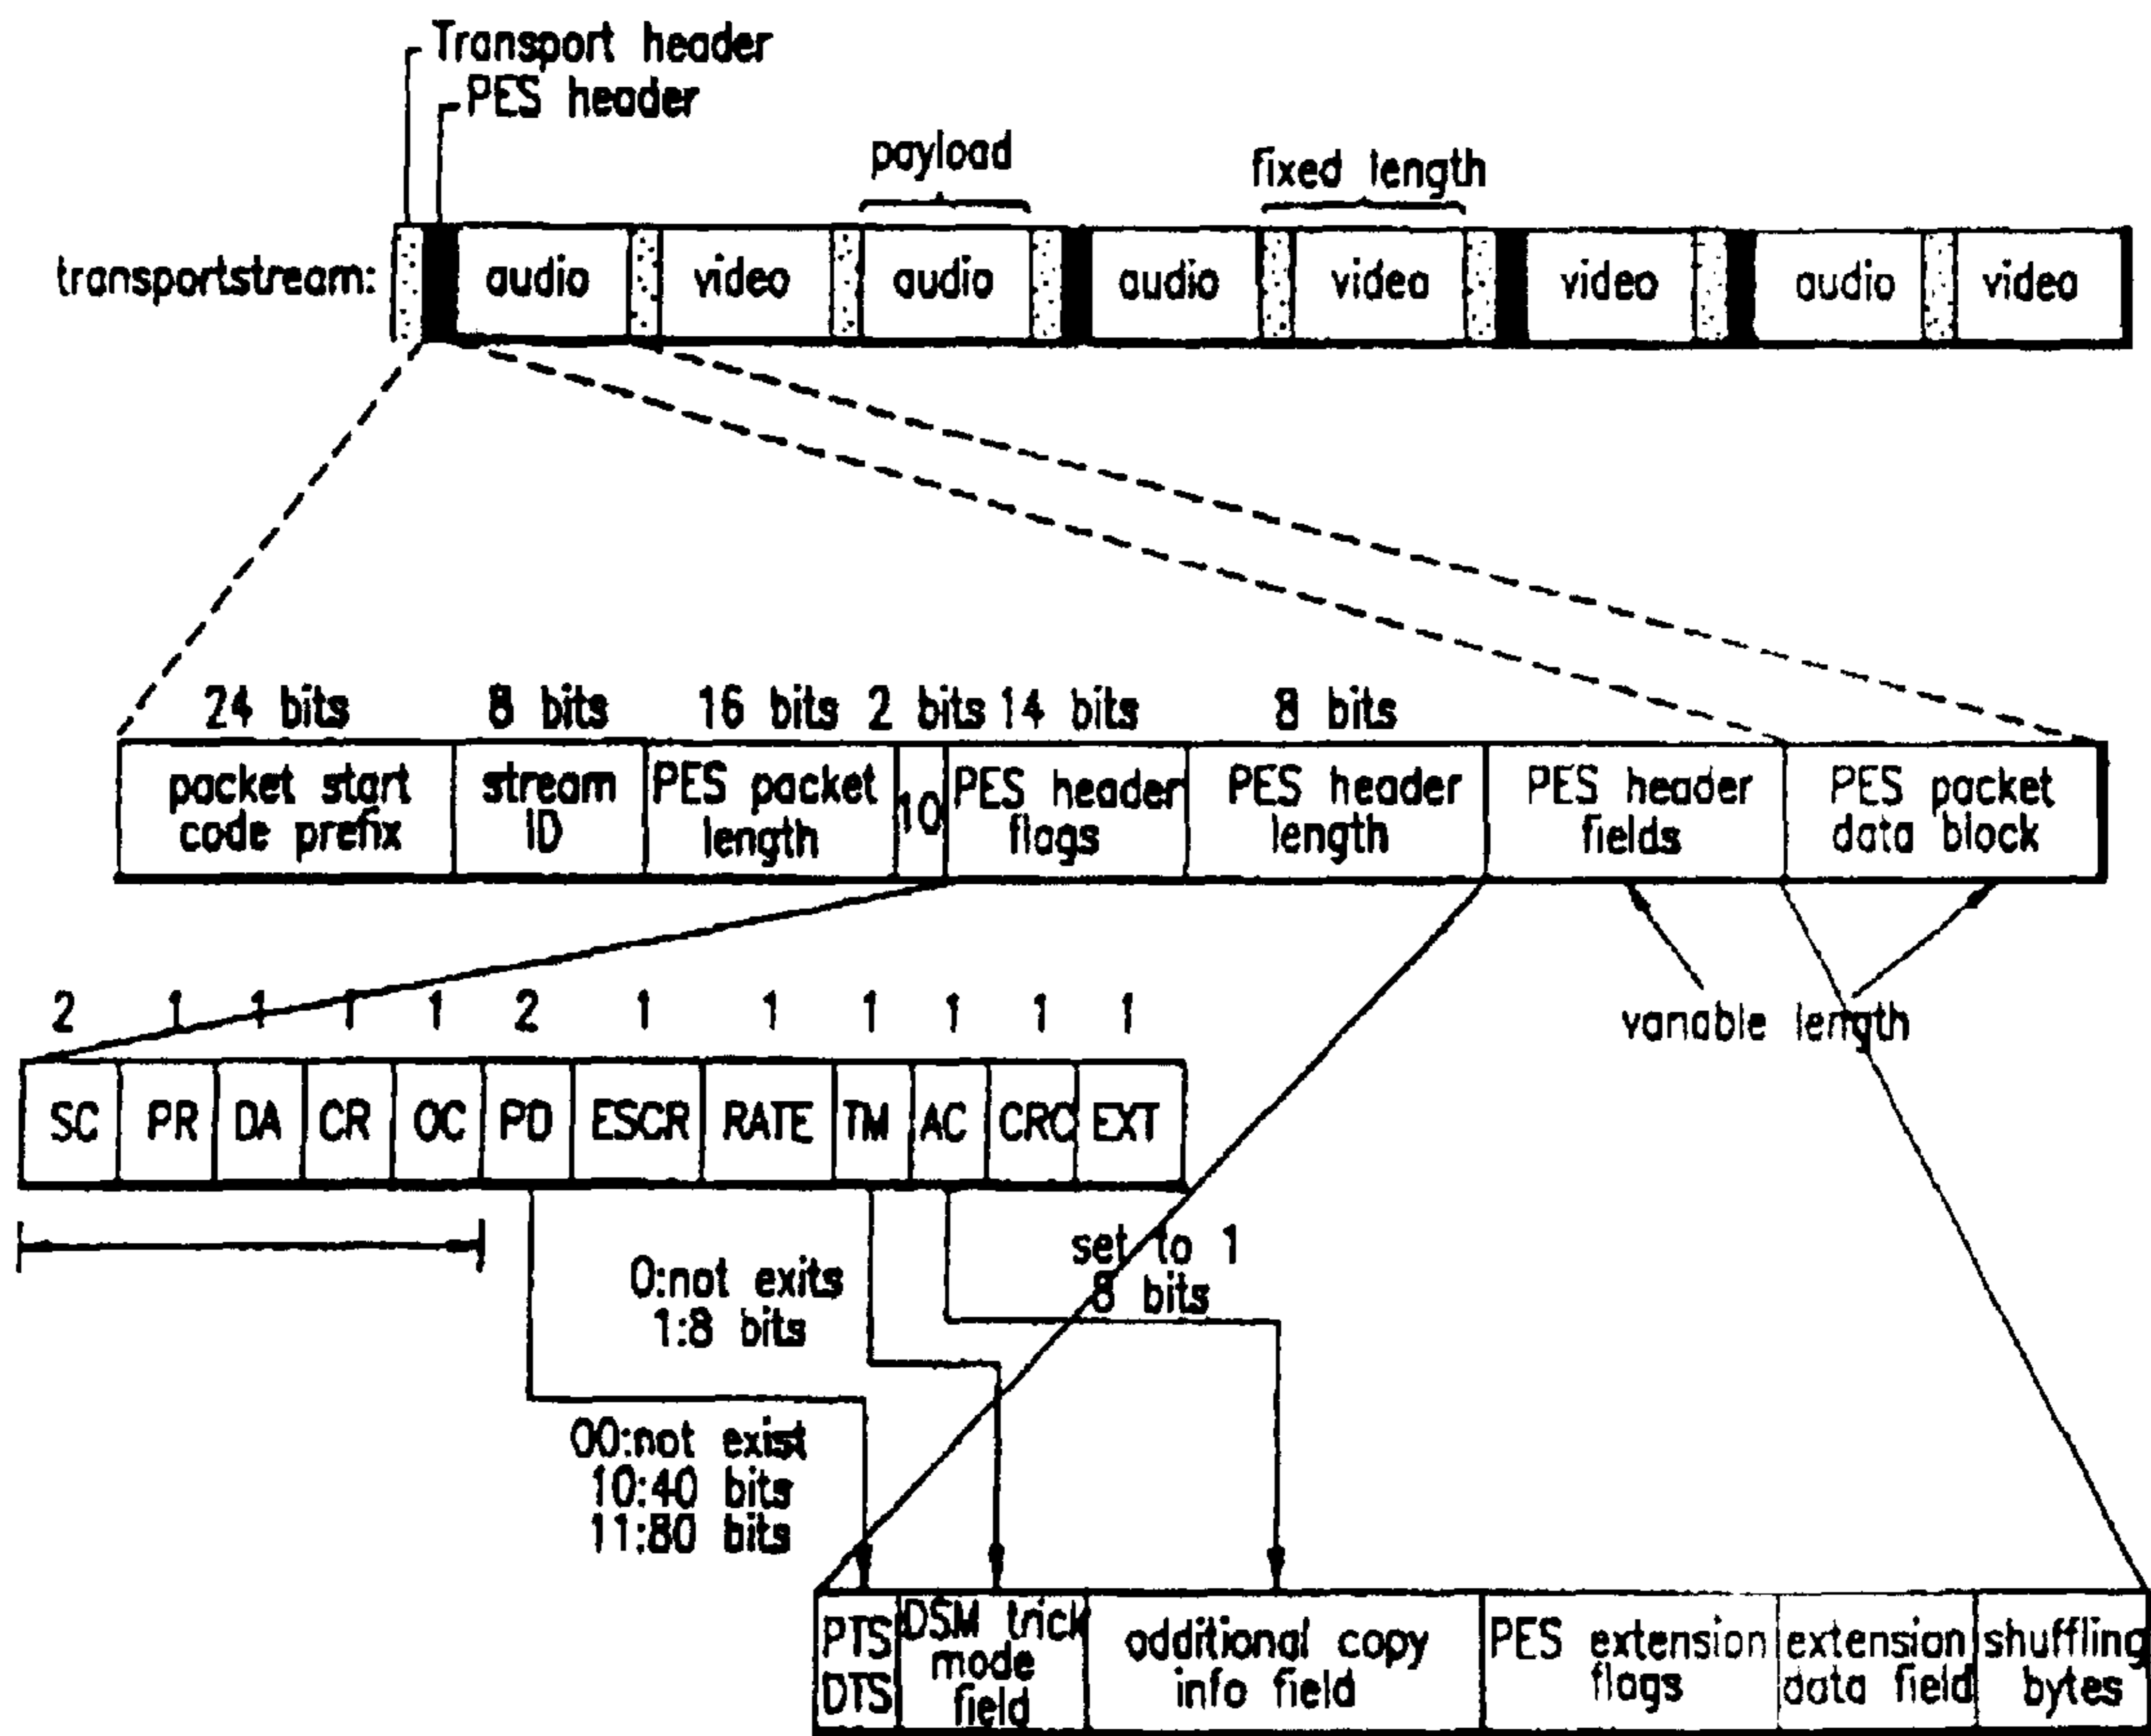 Transport header
PES header
payload
fixed length
transportstream:
audio
video
audio
audio
video
video
audio
video
24 bits
8 bits
16 bits
2 bits
14 bits
8 bits
packet start
code prefix
stream
ID
PES packet
length
10
PES header
flags
PES header
length
PES header
fields
PES packet
data block
variable length
2 1 1 1 1 2 1 1 1 1 1 1
SC PR DA CR OC PD ESCR RATE TM AC CRC EXT
set to 1
8 bits
0:not exits
1:8 bits
00:not exist
10:40 bits
11:80 bits
PTS
DTS
DSM trick
mode
field
additional copy
info field
PES extension
flags
extension
data field
shuffling
bytes